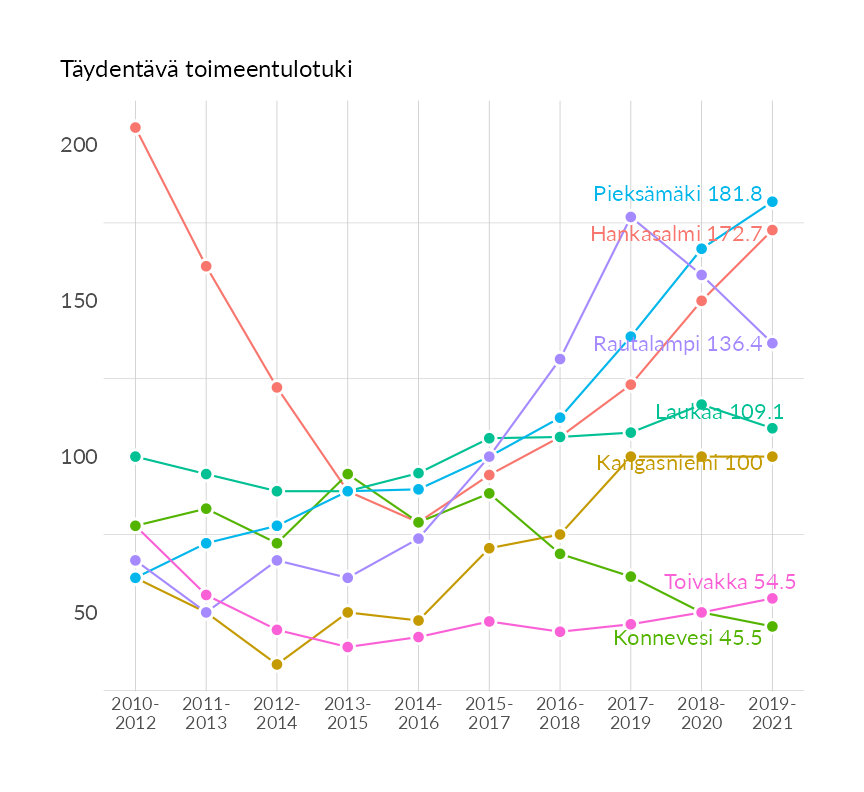 Täydentävä toimeentulotuki
200
150
100
50
Pieksämäki 181.8
Hankasalmi 172.7
Rautalampi 136.4
Laukaa 109.1
Kangasniemi 100
Toivakka 54.5
Konnevesi 45.5
2010- 2011- 2012- 2013- 2014- 2015- 2016- 2017- 2018- 2019-
2012 2013 2014 2015 2016 2017 2018 2019 2020 2021